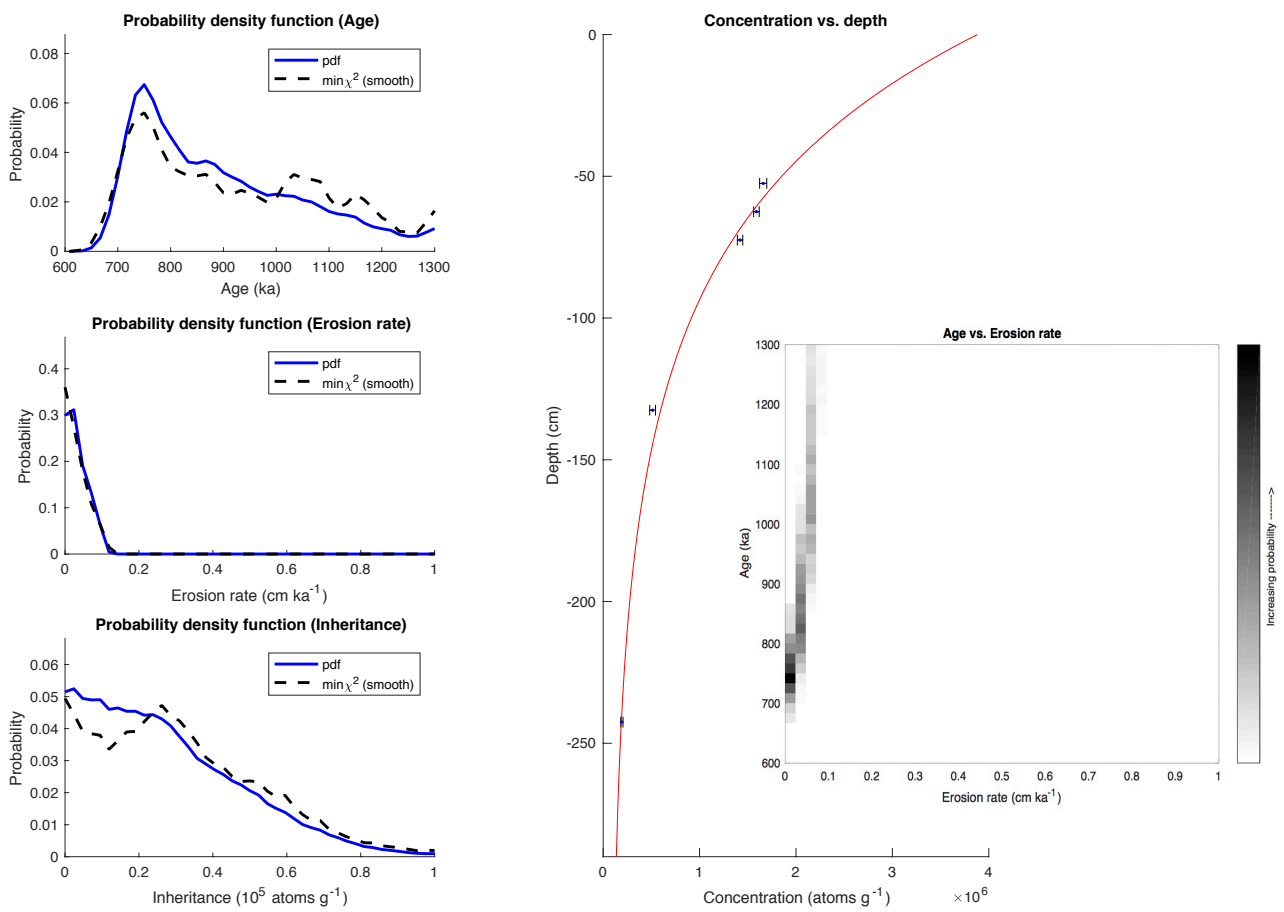 Probability density function (Age)
0.08
0.06
0.04
0.02
0
Probability
pdf
min χ² (smooth)
600 700 800 900 1000 1100 1200 1300
Age (ka)
Probability density function (Erosion rate)
0.4
0.3
0.2
0.1
0
Probability
pdf
min χ² (smooth)
0 0.2 0.4 0.6 0.8 1
Erosion rate (cm ka⁻¹)
Probability density function (Inheritance)
0.06
0.05
0.04
0.03
0.02
0.01
0
Probability
pdf
min χ² (smooth)
0 0.2 0.4 0.6 0.8 1
Inheritance (10⁵ atoms g⁻¹)
Concentration vs. depth
0
-50
-100
-150
-200
-250
Depth (cm)
0 1 2 3 4
Concentration (atoms g⁻¹) ×10⁶
Age vs. Erosion rate
1300
1200
1100
1000
900
800
700
600
Age (ka)
0 0.1 0.2 0.3 0.4 0.5 0.6 0.7 0.8 0.9 1
Erosion rate (cm ka⁻¹)
Increasing probability ------->